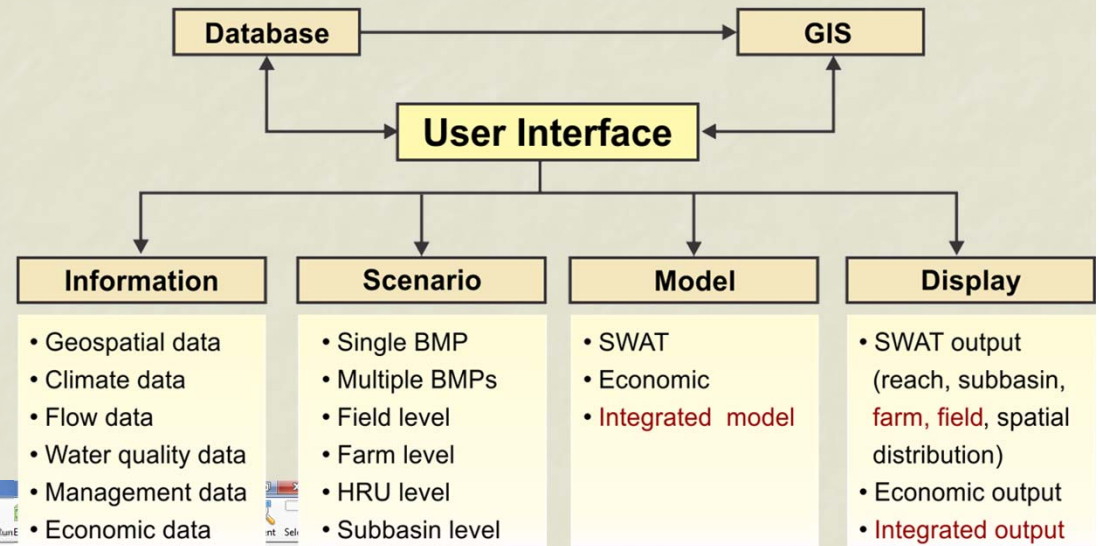 Database
GIS
User Interface
Information
Scenario
Model
Display
• Geospatial data
• Climate data
• Flow data
• Water quality data
• Management data
• Economic data
• Single BMP
• Multiple BMPs
• Field level
• Farm level
• HRU level
• Subbasin level
• SWAT
• Economic
• Integrated model
• SWAT output
(reach, subbasin,
farm, field, spatial
distribution)
• Economic output
• Integrated output